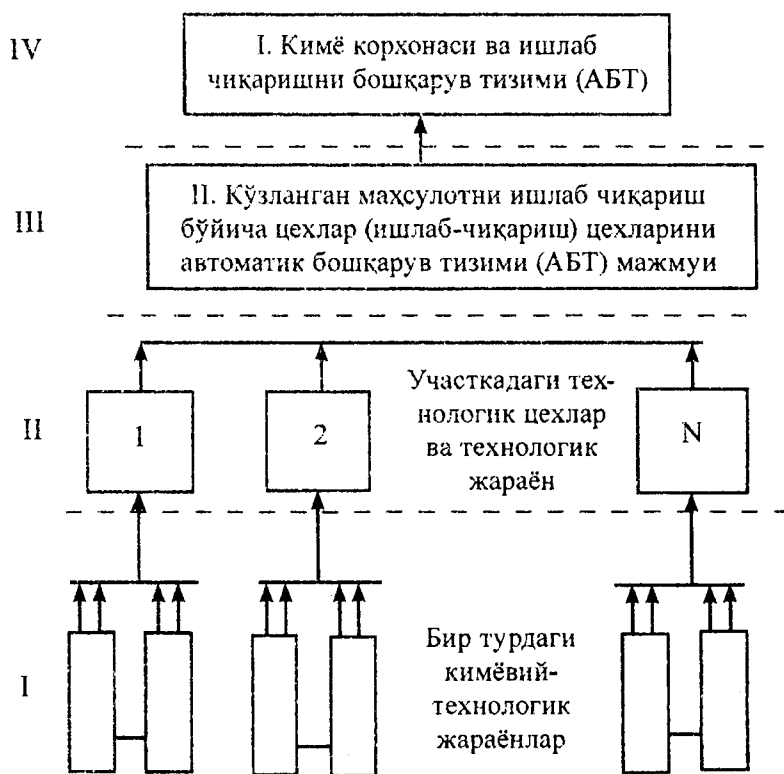 IV
I. Кимё корхонаси ва ишлаб
чиқаришни бошқарув тизими (АБТ)
III
II. Кўзланган маҳсулотни ишлаб чиқариш
бўйича цехлар (ишлаб-чиқариш) цехларини
автоматик бошқарув тизими (АБТ) мажмуи
II
1
2
Участкадаги тех-
нологик цехлар
ва технологик
жараён
N
I
Бир турдаги
кимёвий-
технологик
жараёнлар